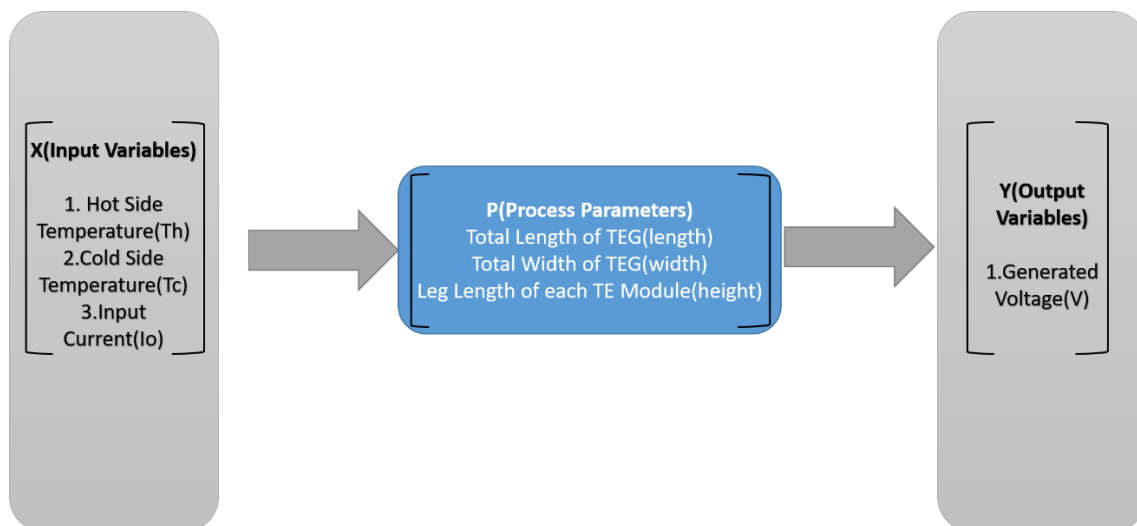 X(Input Variables)
1. Hot Side
Temperature(Th)
2.Cold Side
Temperature(Tc)
3.Input
Current(Io)
P(Process Parameters)
Total Length of TEG(length)
Total Width of TEG(width)
Leg Length of each TE Module(height)
Y(Output
Variables)
1.Generated
Voltage(V)